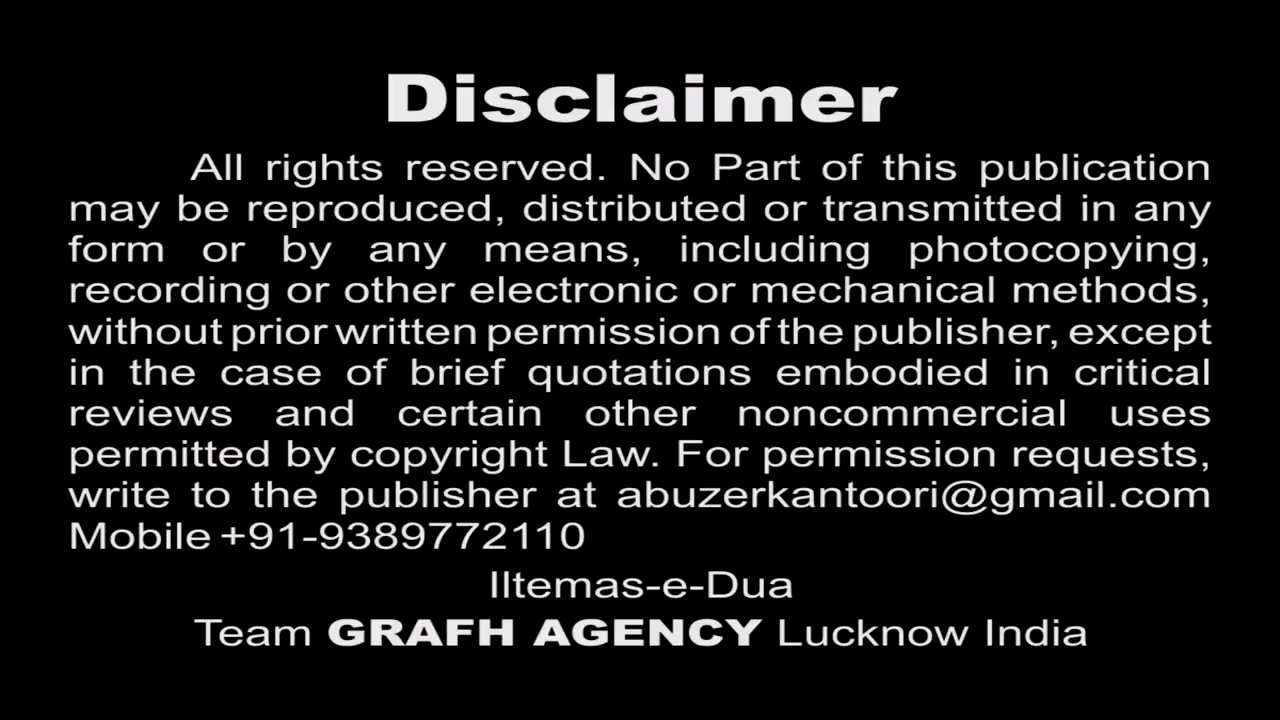 Disclaimer
All rights reserved. No Part of this publication
may be reproduced, distributed or transmitted in any
form or by any means, including photocopying,
recording or other electronic or mechanical methods,
without prior written permission of the publisher, except
in the case of brief quotations embodied in critical
reviews and certain other noncommercial uses
permitted by copyright Law. For permission requests,
write to the publisher at abuzerkantoori@gmail.com
Mobile +91-9389772110
IItemas-e-Dua
Team GRAFH AGENCY Lucknow India